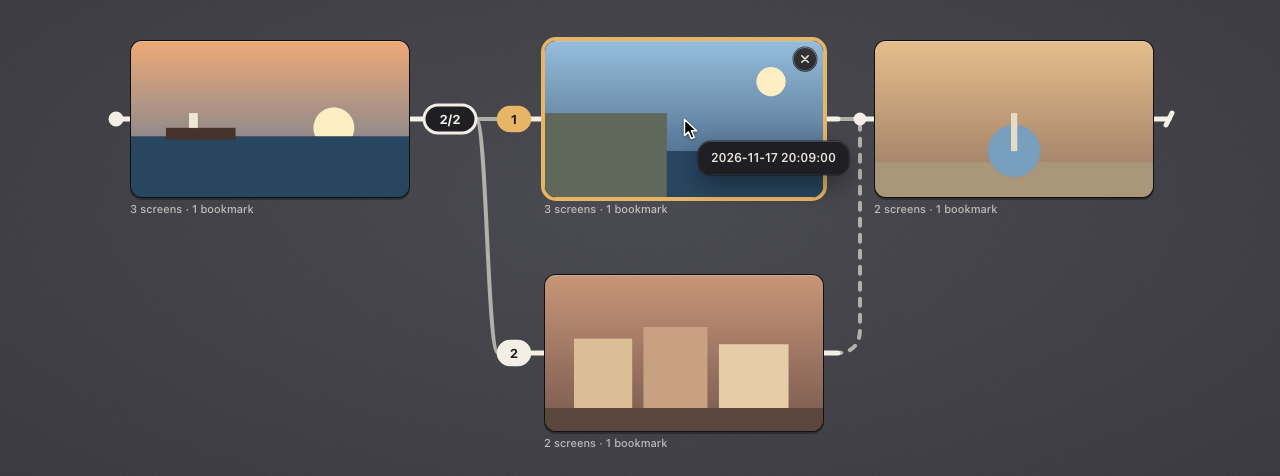 2/2
1
2026-11-17 20:09:00
3 screens · 1 bookmark
3 screens · 1 bookmark
2 screens · 1 bookmark
2
2 screens · 1 bookmark